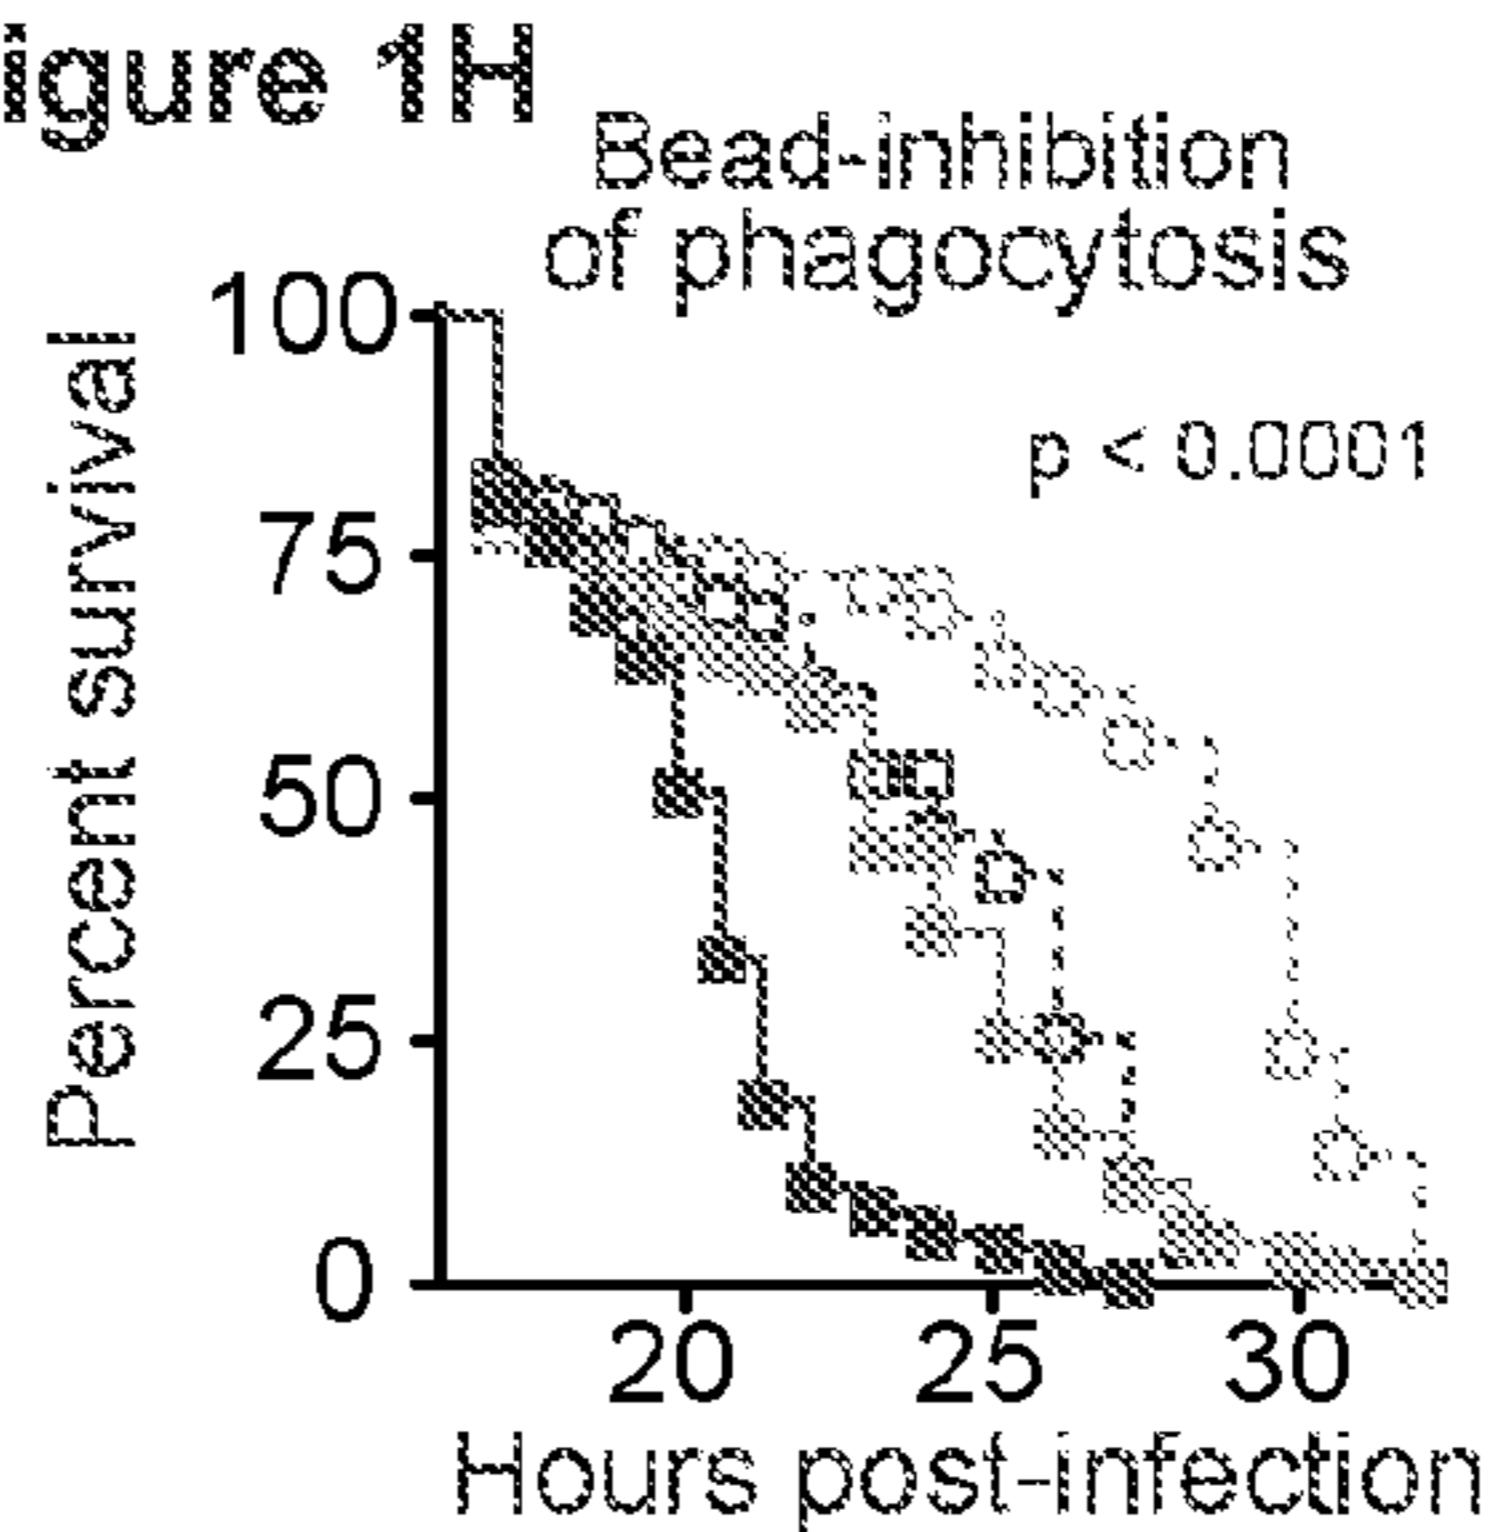 igure 1H
Bead-inhibition
of phagocytosis
100
p < 0.0001
75
Percent survival
50
25
0
20 25 30
Hours post-infection